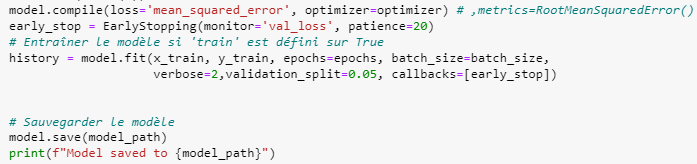 model.compile(loss='mean_squared_error', optimizer=optimizer) # ,metrics=RootMeanSquaredError()
early_stop = EarlyStopping(monitor='val_loss', patience=20)
# Entraîner le modèle si 'train' est défini sur True
history = model.fit(x_train, y_train, epochs=epochs, batch_size=batch_size,
verbose=2,validation_split=0.05, callbacks=[early_stop])
# Sauvegarder le modèle
model.save(model_path)
print(f"Model saved to {model_path}")